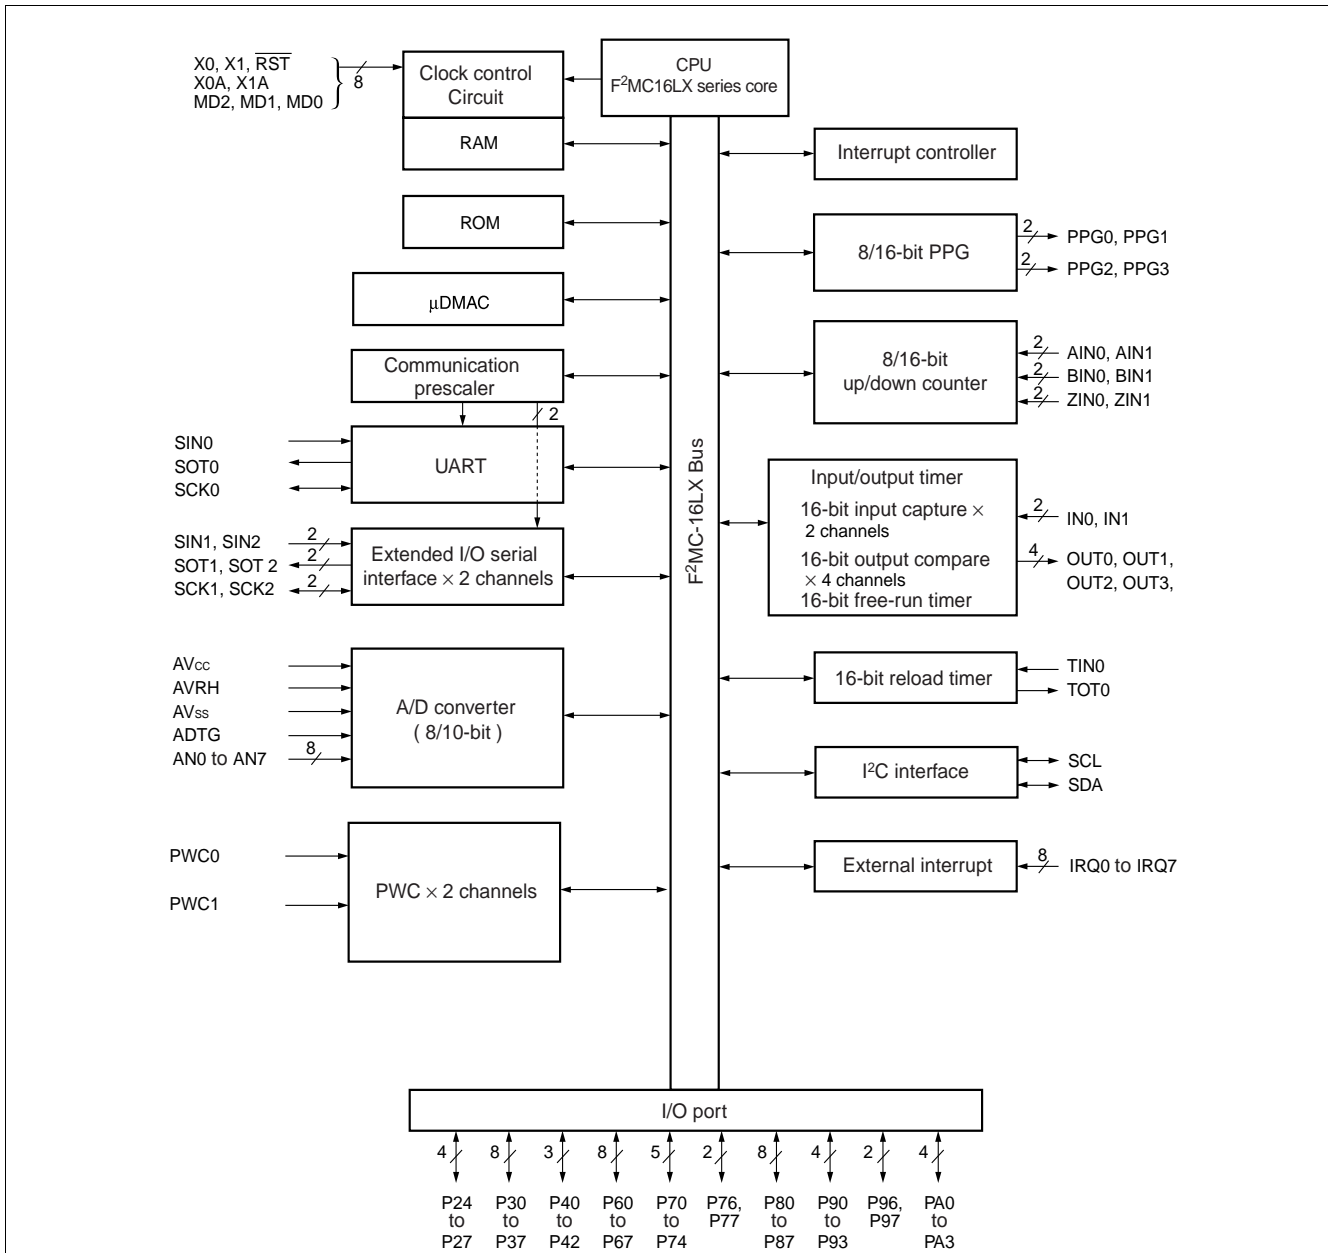 X0, X1, RST
X0A, X1A
MD2, MD1, MD0
8
Clock control
Circuit
CPU
F²MC16LX series core
RAM
ROM
μDMAC
Communication
prescaler
2
SIN0
SOT0
SCK0
UART
SIN1, SIN2
SOT1, SOT 2
SCK1, SCK2
2
2
2
Extended I/O serial
interface × 2 channels
AVcc
AVRH
AVss
ADTG
AN0 to AN7
8
A/D converter
( 8/10-bit )
PWC0
PWC1
PWC × 2 channels
F²MC-16LX Bus
Interrupt controller
8/16-bit PPG
2
PPG0, PPG1
2
PPG2, PPG3
8/16-bit
up/down counter
2
AIN0, AIN1
2
BIN0, BIN1
2
ZIN0, ZIN1
Input/output timer
16-bit input capture ×
2 channels
16-bit output compare
× 4 channels
16-bit free-run timer
2
IN0, IN1
4
OUT0, OUT1,
OUT2, OUT3,
16-bit reload timer
TIN0
TOT0
I²C interface
SCL
SDA
External interrupt
8
IRQ0 to IRQ7
I/O port
4 8 3 8 5 2 8 4 2 4
P24 P30 P40 P60 P70 P76, P80 P90 P96, PA0
to to to to to P77 to to P97 to
P27 P37 P42 P67 P74 P87 P93 PA3